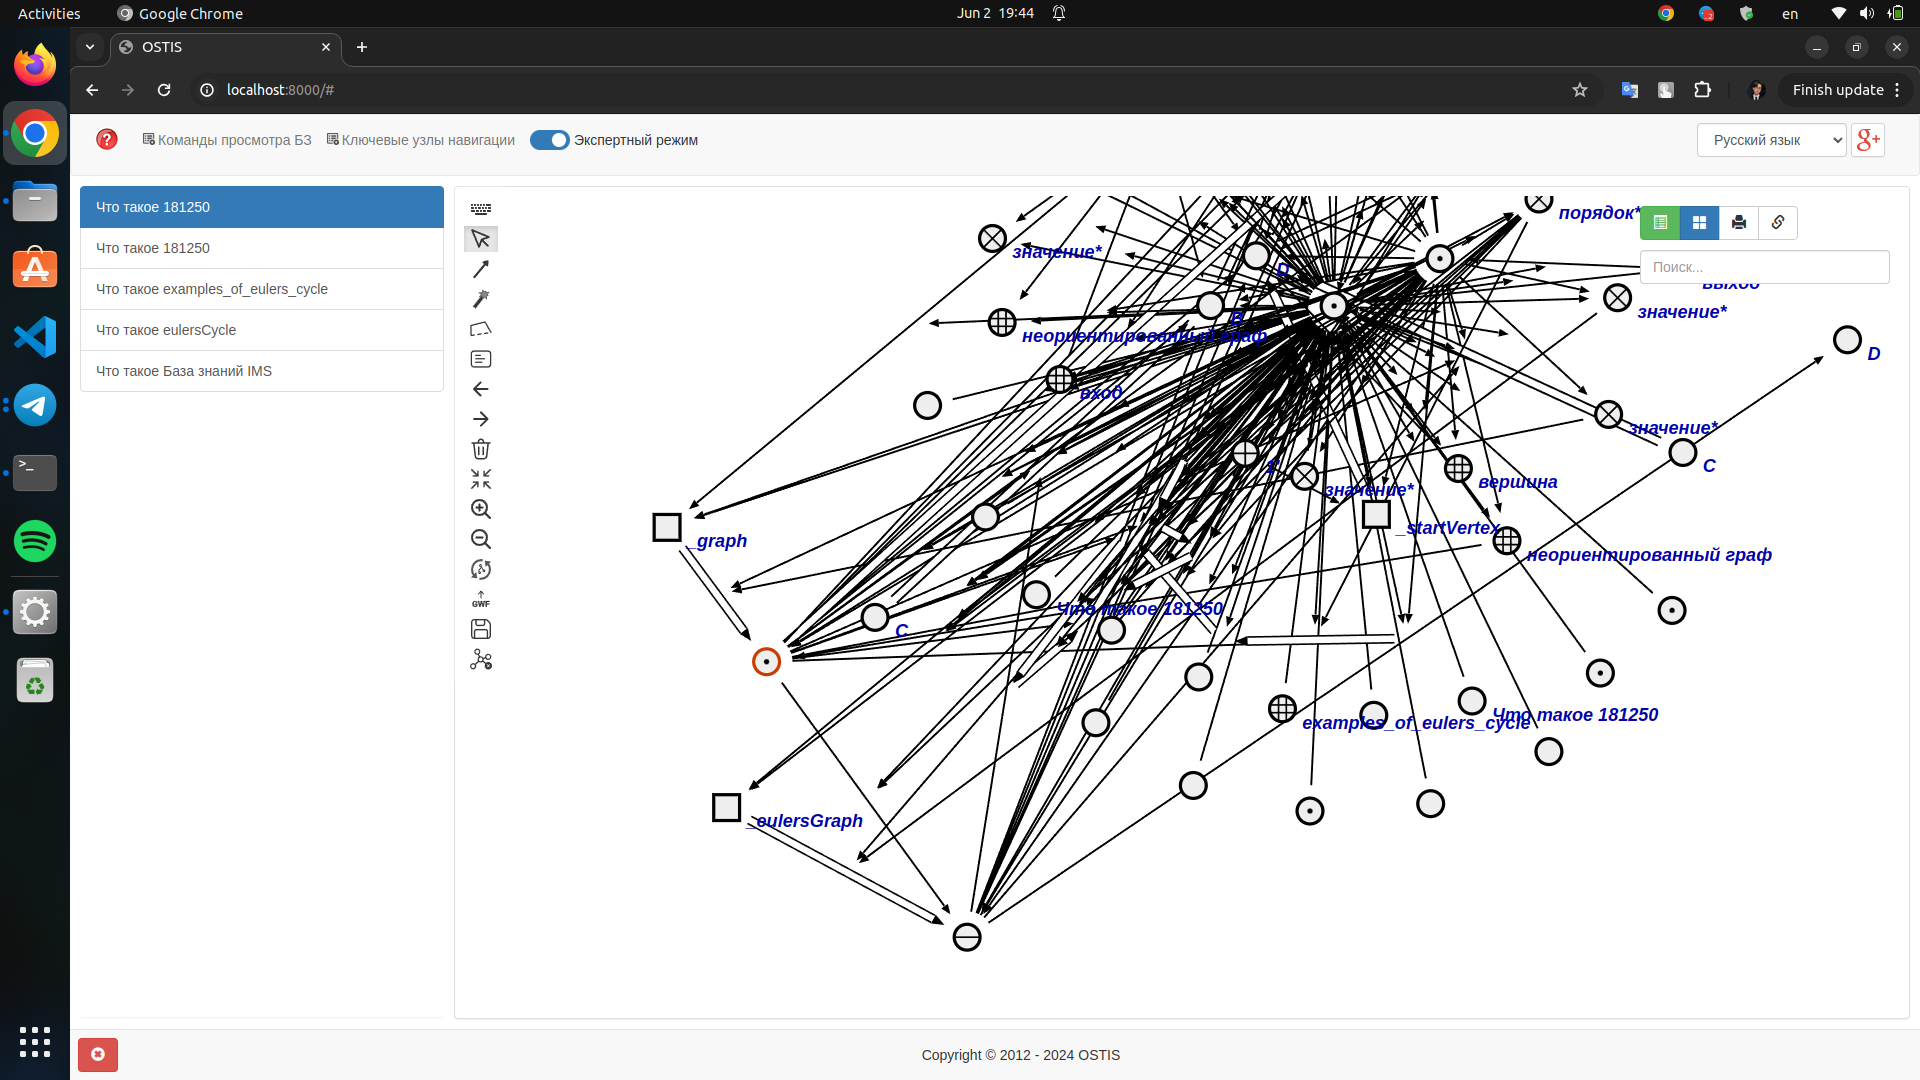 Activities
Google Chrome
Jun 2 19:44
en
OSTIS
localhost:8000/#
Finish update
Команды просмотра БЗ
Ключевые узлы навигации
Экспертный режим
Русский язык
g+
Что такое 181250
Что такое 181250
Что такое examples_of_eulers_cycle
Что такое eulersCycle
Что такое База знаний IMS
порядок*
Поиск...
выход
значение*
D
значение*
B
неориентированный граф
D
вход
значение*
C
1'
значение*
вершина
_graph
_startVertex
неориентированный граф
Что такое 181250
C
Что такое 181250
examples_of_eulers_cycle
_eulersGraph
GWF
Copyright © 2012 - 2024 OSTIS